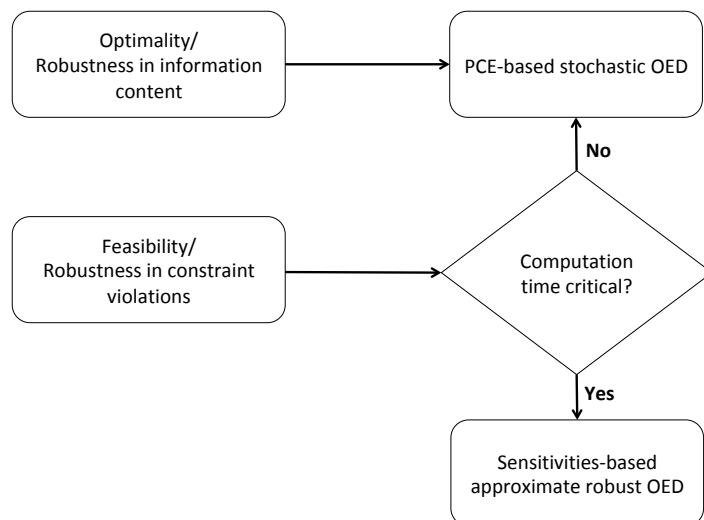 Optimality/
Robustness in information
content
PCE-based stochastic OED
No
Feasibility/
Robustness in constraint
violations
Computation
time critical?
Yes
Sensitivities-based
approximate robust OED